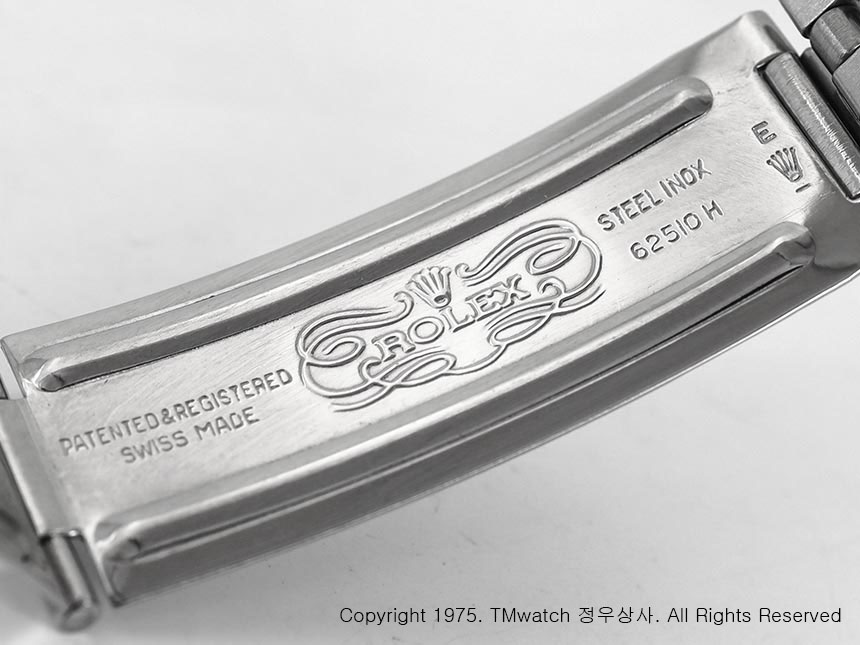 E
STEEL INOX
62510 H
ROLEX
PATENTED&REGISTERED
SWISS MADE
Copyright 1975. TMwatch 정우상사. All Rights Reserved